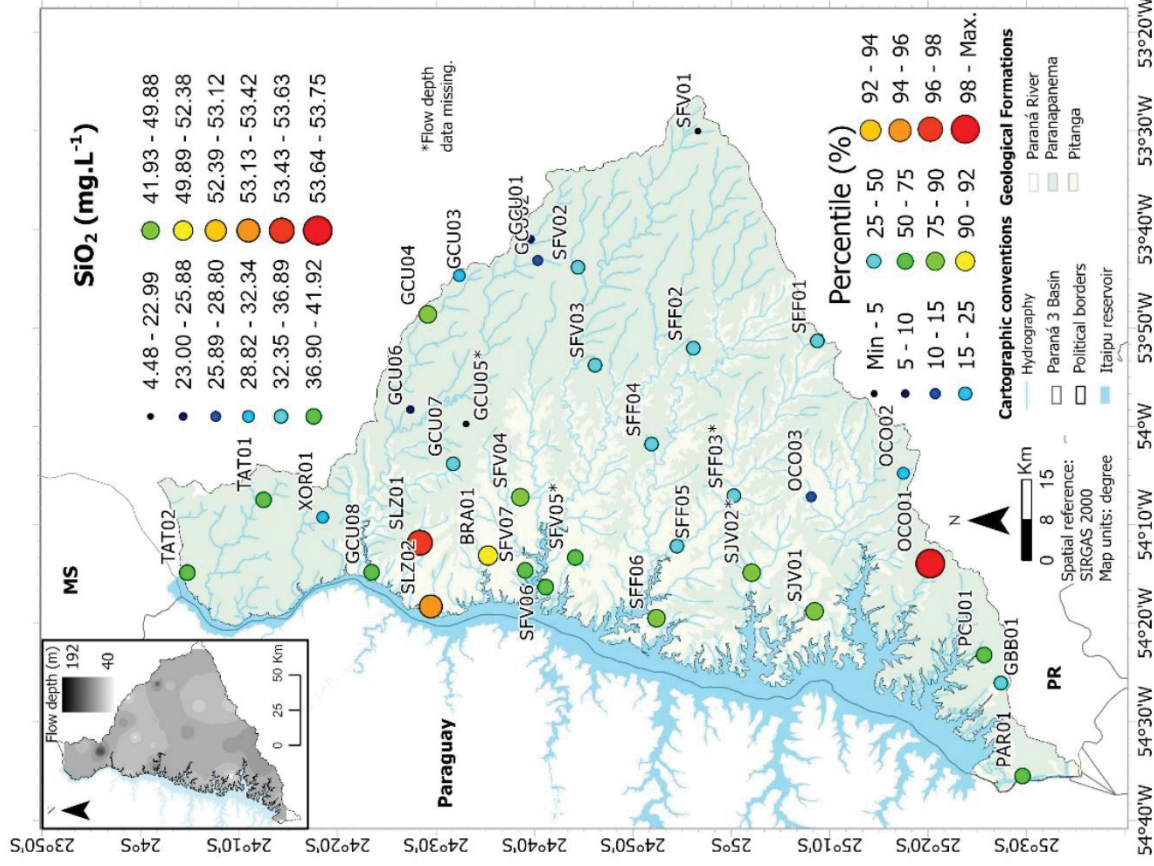 SiO₂ (mg.L⁻¹)
4.48 - 22.99
23.00 - 25.88
25.89 - 28.80
28.82 - 32.34
32.35 - 36.89
36.90 - 41.92
41.93 - 49.88
49.89 - 52.38
52.39 - 53.12
53.13 - 53.42
53.43 - 53.63
53.64 - 53.75
*Flow depth
data missing.
Flow depth (m)
192
40
N
0 25 50 Km
MS
Paraguay
PR
TAT02
TAT01
XOR01
GCU08
SLZ01
SLZ02
BRA01
GCU07
GCU06
GCU05*
GCU04
GCU03
GCU01
SFV01
SFV02
SFV03
SFV04
SFV05*
SFV06
SFV07
SFF01
SFF02
SFF03*
SFF04
SFF05
SFF06
SJV01
SJV02*
OCO01
OCO02
OCO03
PCU01
GBB01
PAR01
Percentile (%)
Min - 5
5 - 10
10 - 15
15 - 25
25 - 50
50 - 75
75 - 90
90 - 92
92 - 94
94 - 96
96 - 98
98 - Max.
Cartographic conventions
Hydrography
Paraná 3 Basin
Political borders
Itaipu reservoir
Geological Formations
Paraná River
Paranapanema
Pitanga
N
0 8 15 Km
Spatial reference:
SIRGAS 2000
Map units: degree
23°50'S
24°S
24°10'S
24°20'S
24°30'S
24°40'S
24°50'S
25°S
25°10'S
25°20'S
25°30'S
54°40'W
54°30'W
54°20'W
54°10'W
54°W
53°50'W
53°40'W
53°30'W
53°20'W